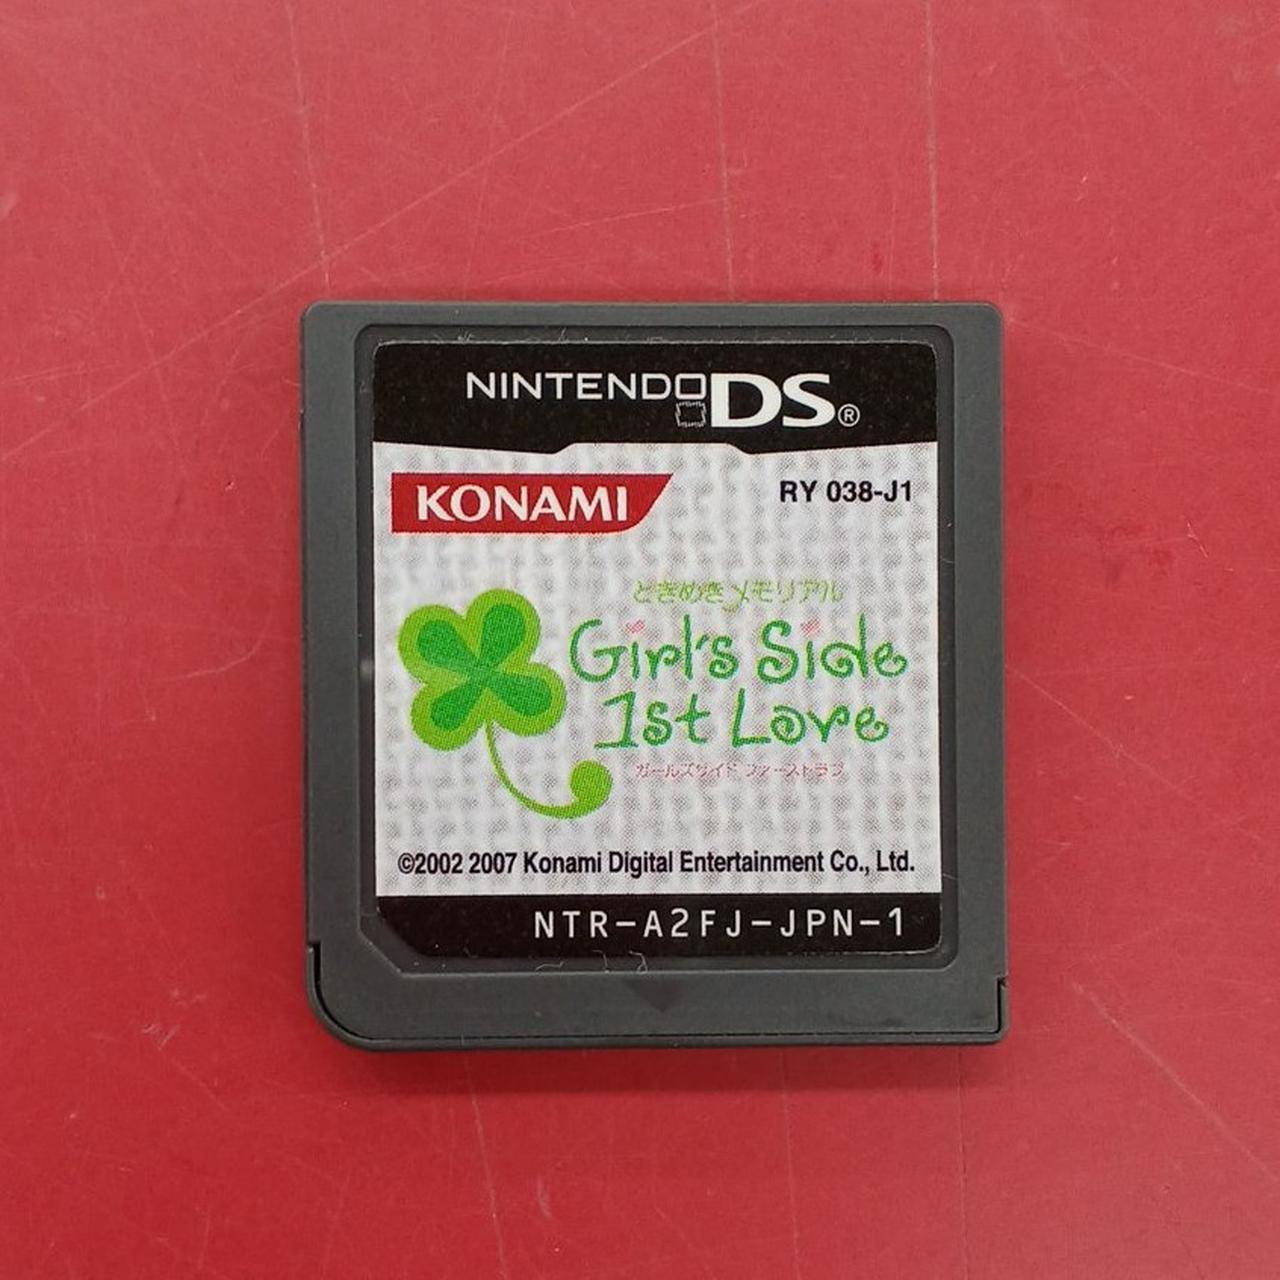 NINTENDO DS®
KONAMI
RY 038-J1
ときめきメモリアル
Girl's Side
1st Love
ガールズサイド ファーストラブ
©2002 2007 Konami Digital Entertainment Co., Ltd.
NTR-A2FJ-JPN-1